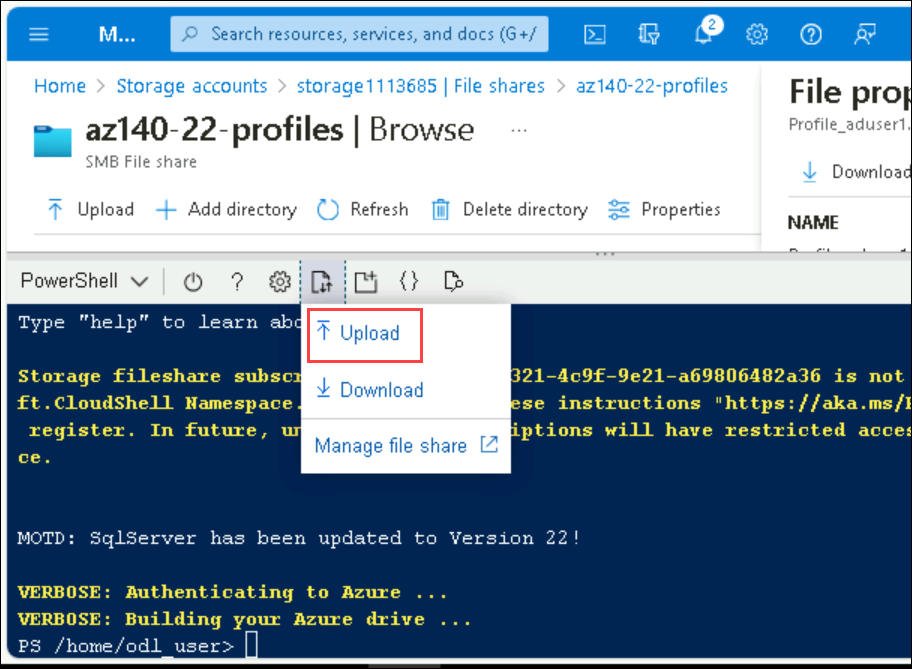 M...
Search resources, services, and docs (G+/
2
Home > Storage accounts > storage1113685 | File shares > az140-22-profiles
az140-22-profiles | Browse ...
SMB File share
Upload Add directory Refresh Delete directory Properties
File prop
Profile_aduser1.
Download
NAME
PowerShell ? {}
Type "help" to learn abo
Upload
Download
Manage file share
Storage fileshare subscr 321-4c9f-9e21-a69806482a36 is not
ft.CloudShell Namespace. ese instructions "https://aka.ms/
register. In future, un iptions will have restricted acces
ce.
MOTD: SqlServer has been updated to Version 22!
VERBOSE: Authenticating to Azure ...
VERBOSE: Building your Azure drive ...
PS /home/odl_user>